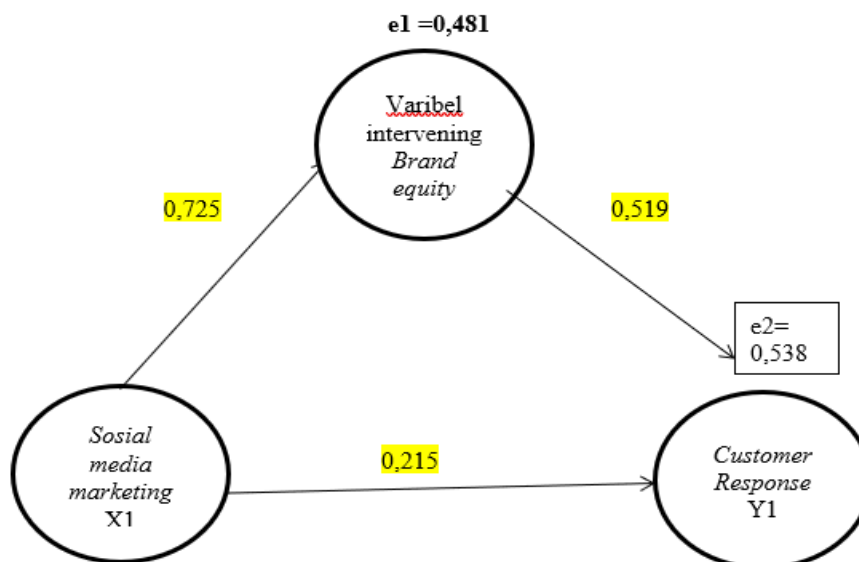 e1 =0,481
Varibel
intervening
Brand
equity
0,725
0,519
e2=
0,538
Sosial
media
marketing
X1
0,215
Customer
Response
Y1